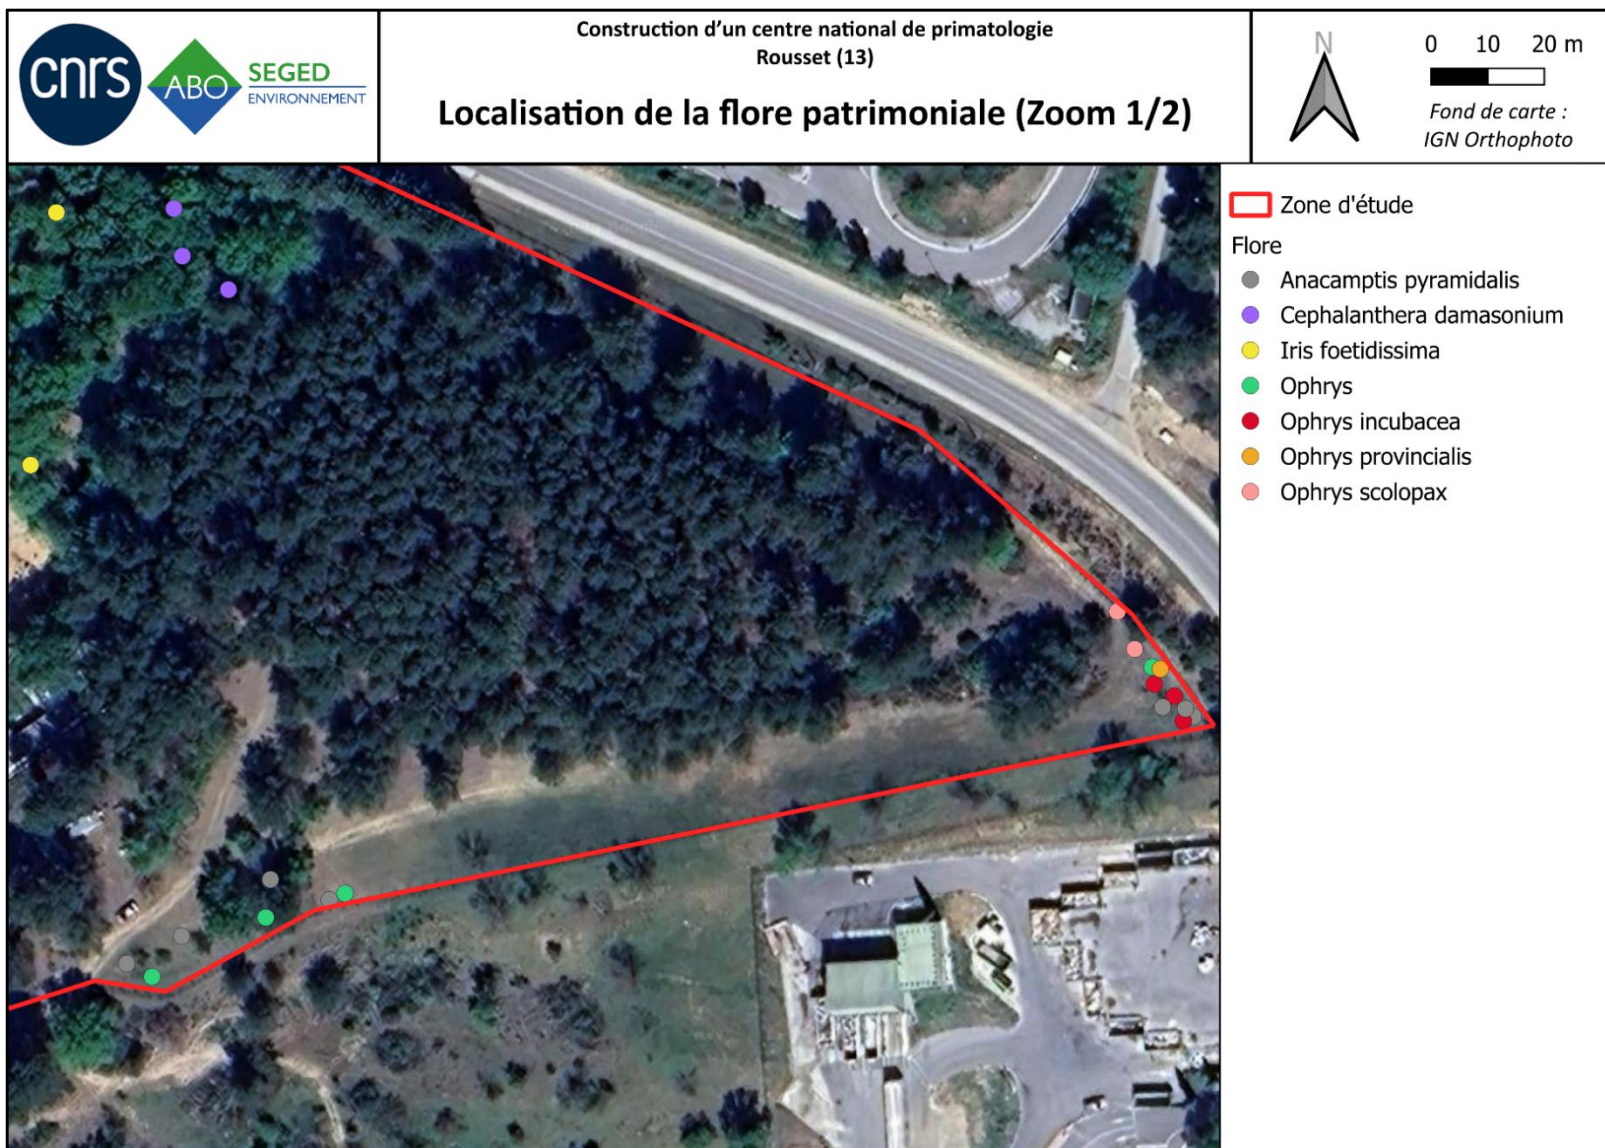 cnrs
ABO
SEGED
ENVIRONNEMENT
Construction d'un centre national de primatologie
Rousset (13)
Localisation de la flore patrimoniale (Zoom 1/2)
N
0 10 20 m
Fond de carte :
IGN Orthophoto
Zone d'étude
Flore
Anacamptis pyramidalis
Cephalanthera damasonium
Iris foetidissima
Ophrys
Ophrys incubacea
Ophrys provincialis
Ophrys scolopax